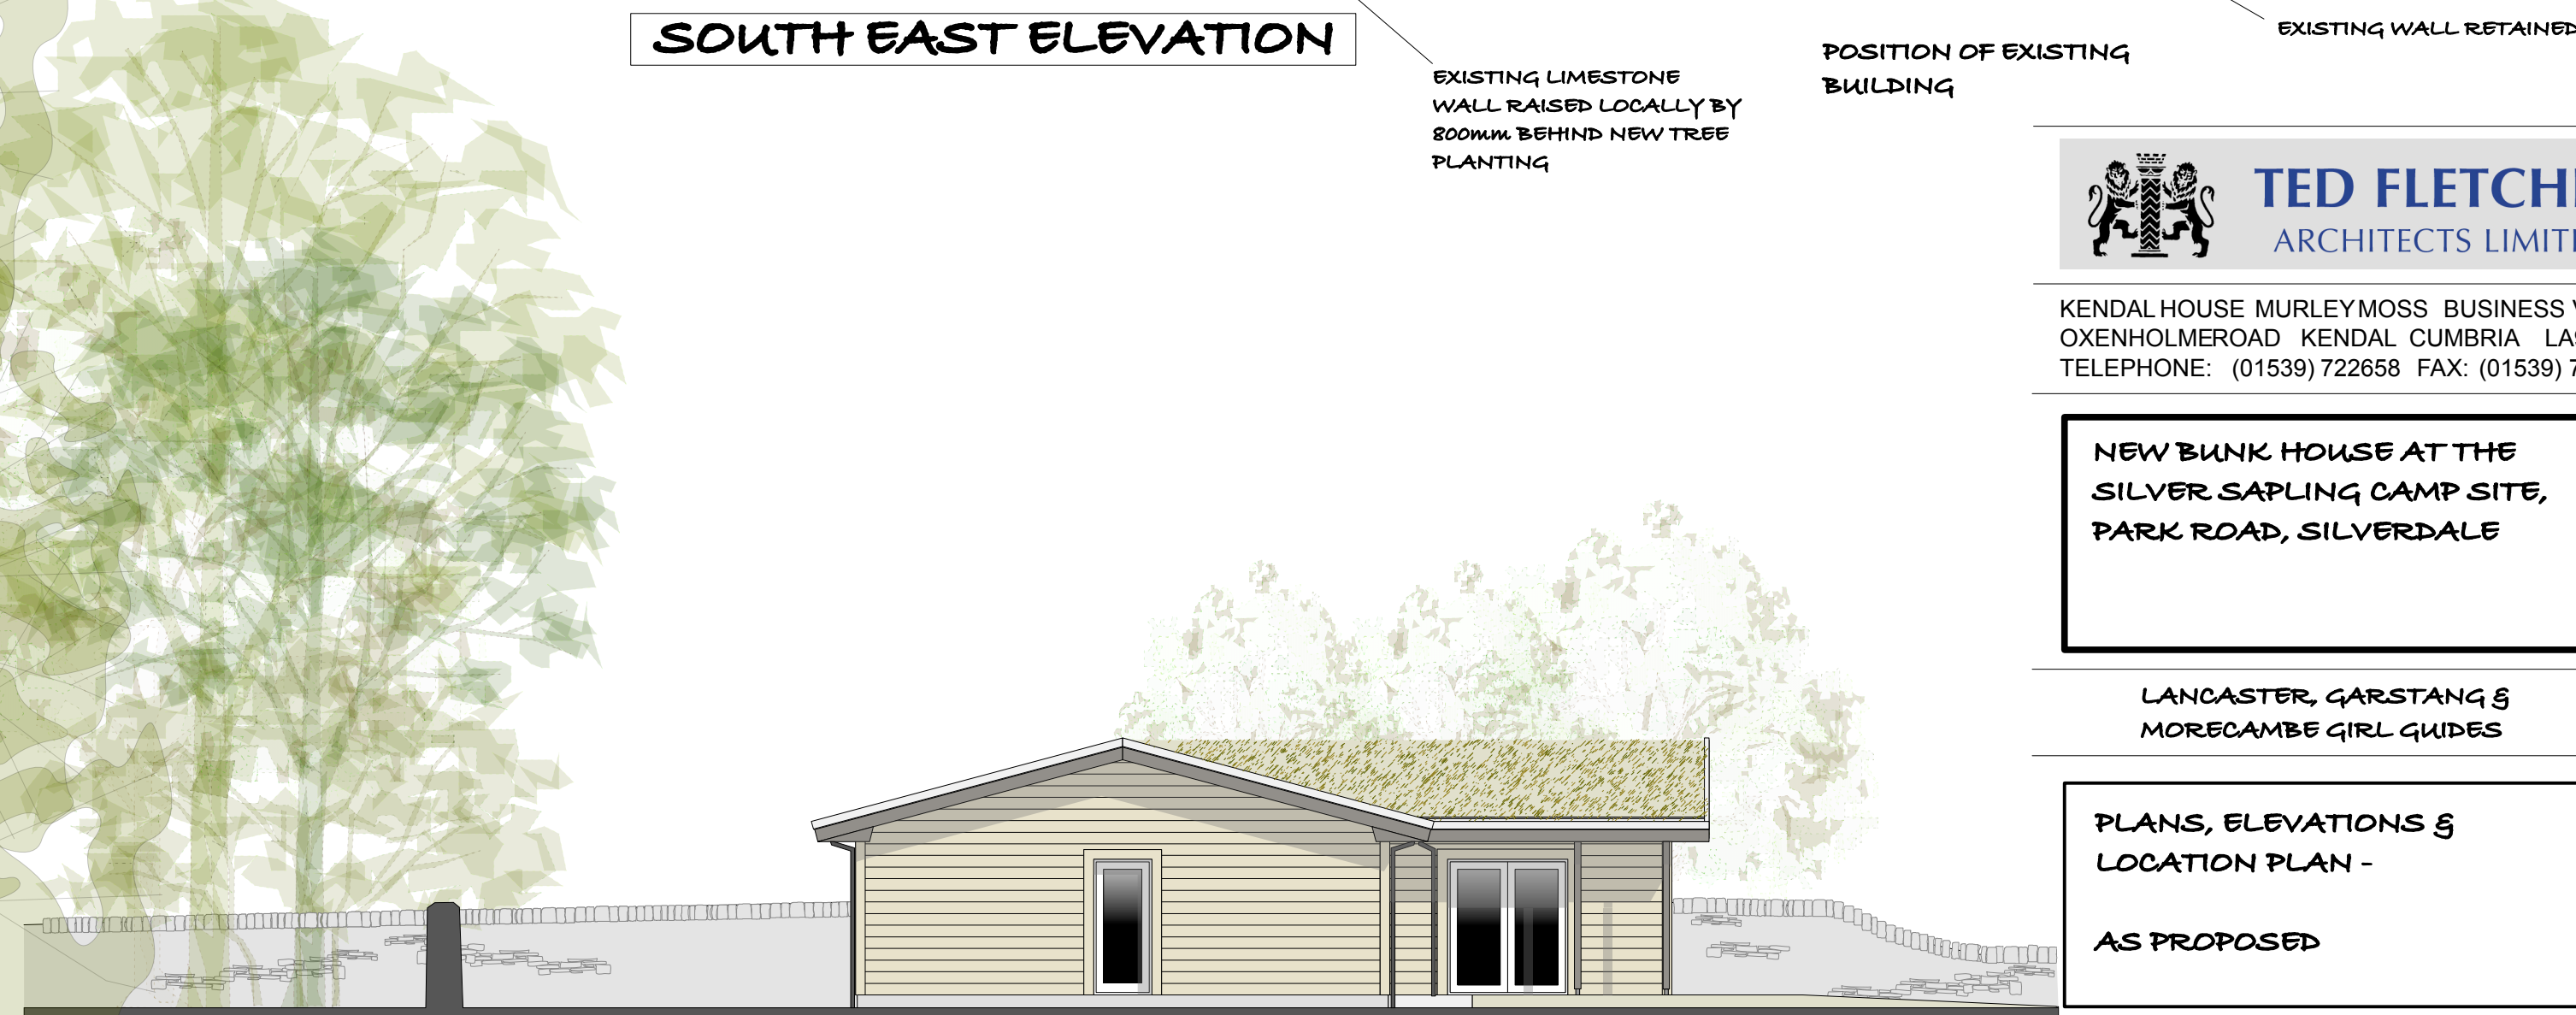 SOUTH EAST ELEVATION
EXISTING LIMESTONE
WALL RAISED LOCALLY BY
800mm BEHIND NEW TREE
PLANTING
POSITION OF EXISTING
BUILDING
EXISTING WALL RETAINED
TED FLETCH
ARCHITECTS LIMIT
KENDAL HOUSE MURLEY MOSS BUSINESS V
OXENHOLME ROAD KENDAL CUMBRIA LA
TELEPHONE: (01539) 722658 FAX: (01539) 7
NEW BUNK HOUSE AT THE
SILVER SAPLING CAMP SITE,
PARK ROAD, SILVERDALE
LANCASTER, GARSTANG &
MORECAMBE GIRL GUIDES
PLANS, ELEVATIONS &
LOCATION PLAN -
AS PROPOSED